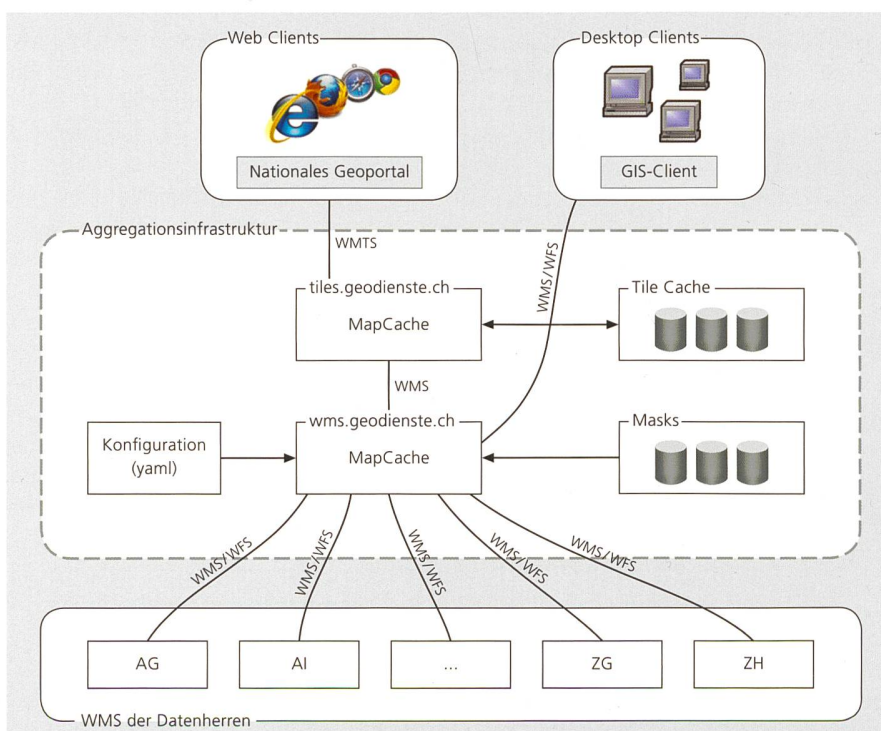 Web Clients
Desktop Clients
Nationales Geoportal
GIS-Client
Aggregationsinfrastruktur
WMTS
WMS/WFS
tiles.geodienste.ch
MapCache
Tile Cache
WMS
wms.geodienste.ch
MapCache
Masks
Konfiguration
(yaml)
WMS/WFS
WMS/WFS
WMS/WFS
WMS/WFS
WMS/WFS
AG
AI
...
ZG
ZH
WMS der Datenherren